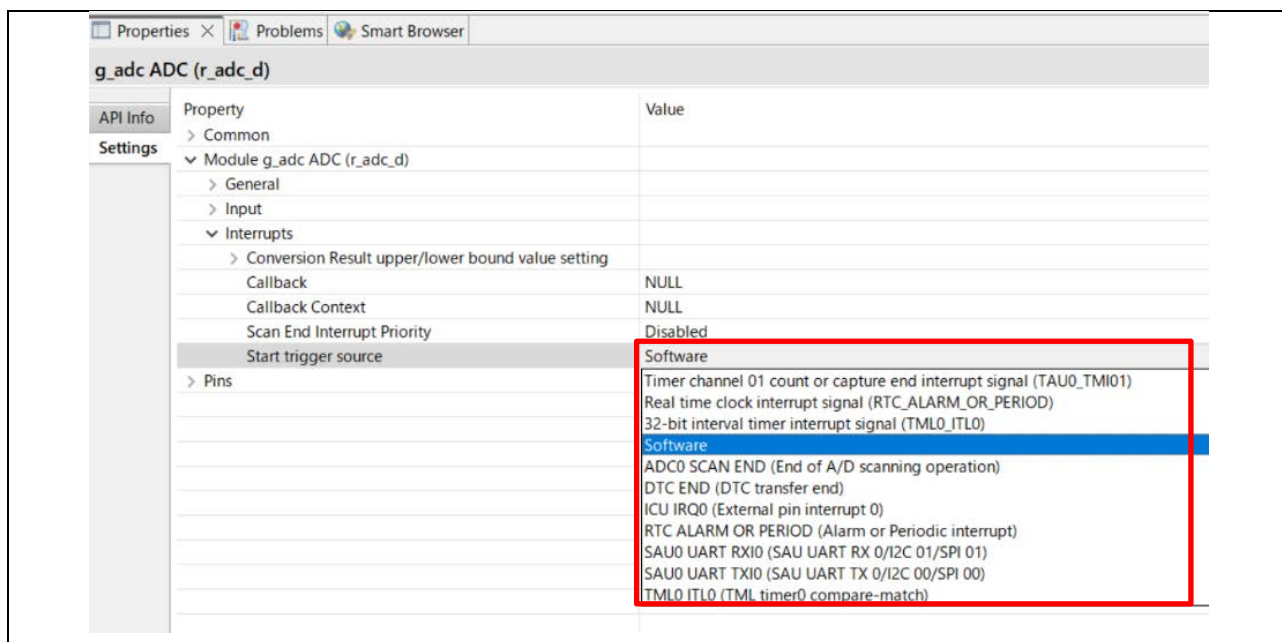 Properties Problems Smart Browser
g_adc ADC (r_adc_d)
API Info
Settings
Property Value
Common
Module g_adc ADC (r_adc_d)
General
Input
Interrupts
Conversion Result upper/lower bound value setting
Callback NULL
Callback Context NULL
Scan End Interrupt Priority Disabled
Start trigger source Software
Pins
Timer channel 01 count or capture end interrupt signal (TAU0_TMI01)
Real time clock interrupt signal (RTC_ALARM_OR_PERIOD)
32-bit interval timer interrupt signal (TML0_ITL0)
Software
ADC0 SCAN END (End of A/D scanning operation)
DTC END (DTC transfer end)
ICU IRQ0 (External pin interrupt 0)
RTC ALARM OR PERIOD (Alarm or Periodic interrupt)
SAU0 UART RXI0 (SAU UART RX 0/I2C 01/SPI 01)
SAU0 UART TXI0 (SAU UART TX 0/I2C 00/SPI 00)
TML0 ITL0 (TML timer0 compare-match)